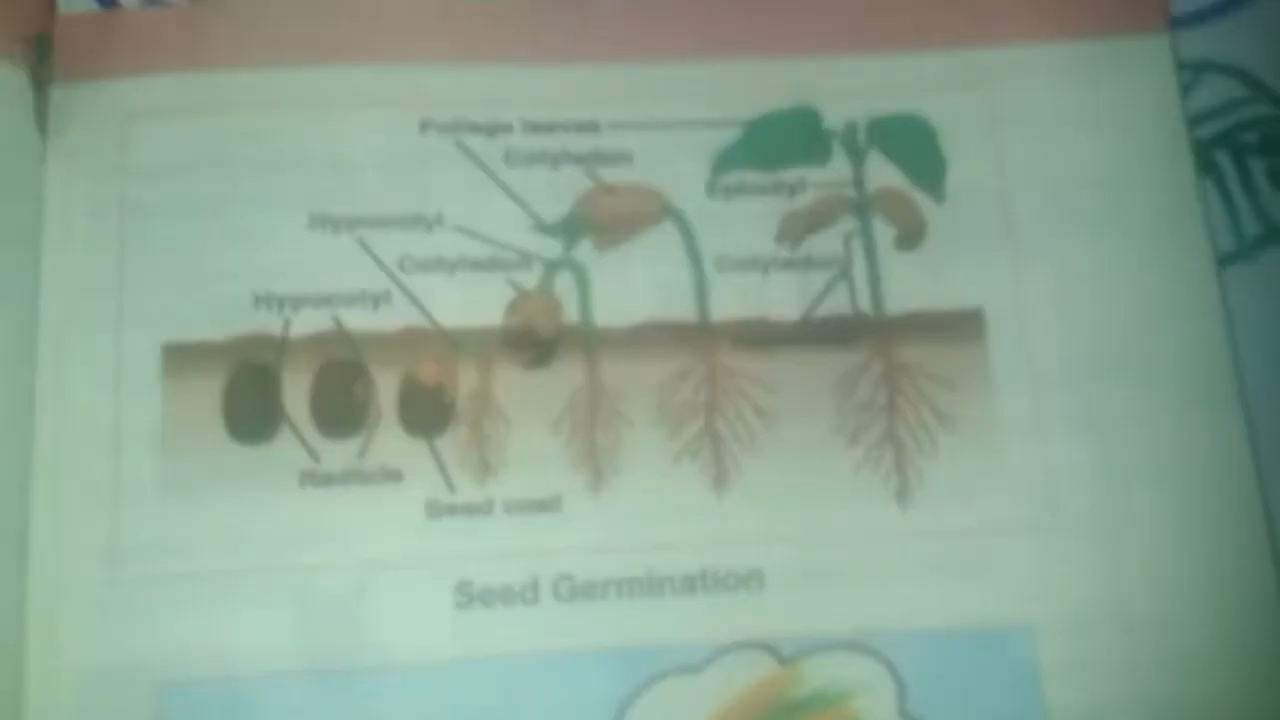 Foliage leaves
Cotyledon
Epicotyl
Hypocotyl
Cotyledon
Cotyledon
Hypocotyl
Radicle
Seed coat
Seed Germination